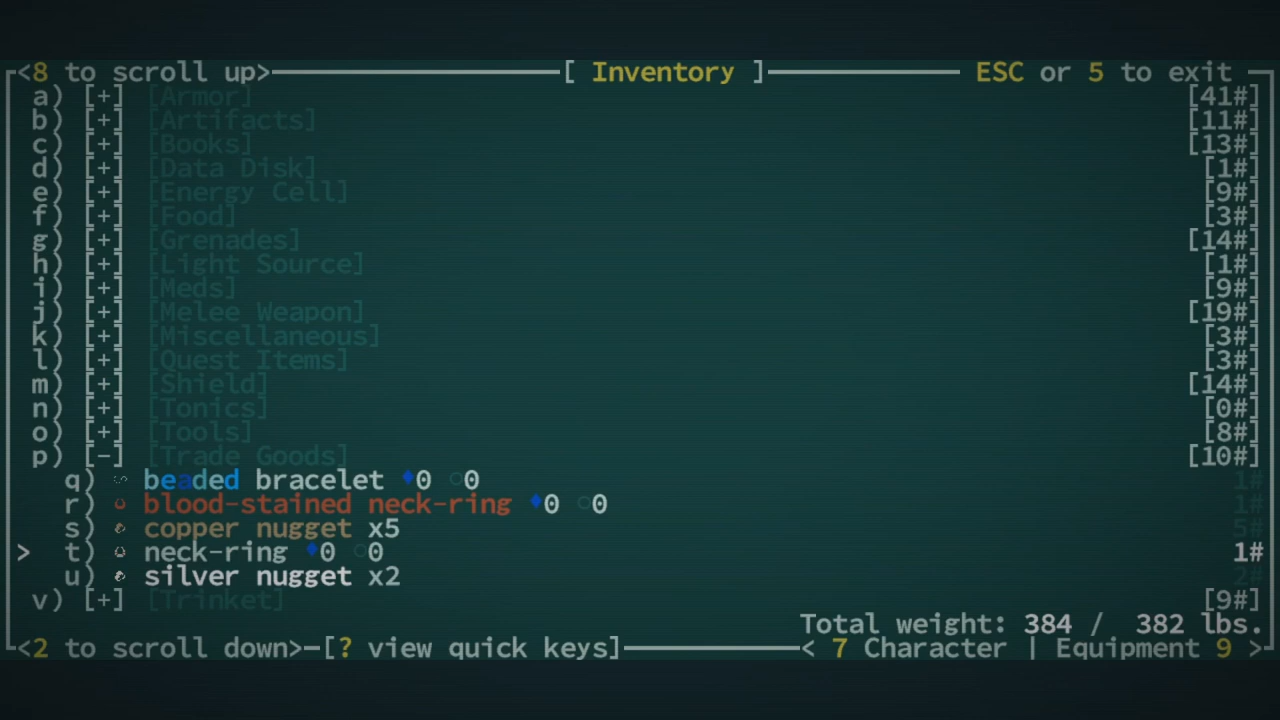 <8 to scroll up> [ Inventory ] ESC or 5 to exit
a) [+] [Armor] [41#]
b) [+] [Artifacts] [11#]
c) [+] [Books] [13#]
d) [+] [Data Disk] [1#]
e) [+] [Energy Cell] [9#]
f) [+] [Food] [3#]
g) [+] [Grenades] [14#]
h) [+] [Light Source] [1#]
i) [+] [Meds] [9#]
j) [+] [Melee Weapon] [19#]
k) [+] [Miscellaneous] [3#]
l) [+] [Quest Items] [3#]
m) [+] [Shield] [14#]
n) [+] [Tonics] [0#]
o) [+] [Tools] [8#]
p) [-] [Trade Goods] [10#]
q) beaded bracelet ♦0 ○0 1#
r) blood-stained neck-ring ♦0 ○0 1#
s) copper nugget x5 5#
> t) neck-ring ♦0 ○0 1#
u) silver nugget x2 2#
v) [+] [Trinket] [9#]
Total weight: 384 / 382 lbs.
<2 to scroll down> [? view quick keys] < 7 Character | Equipment 9 >